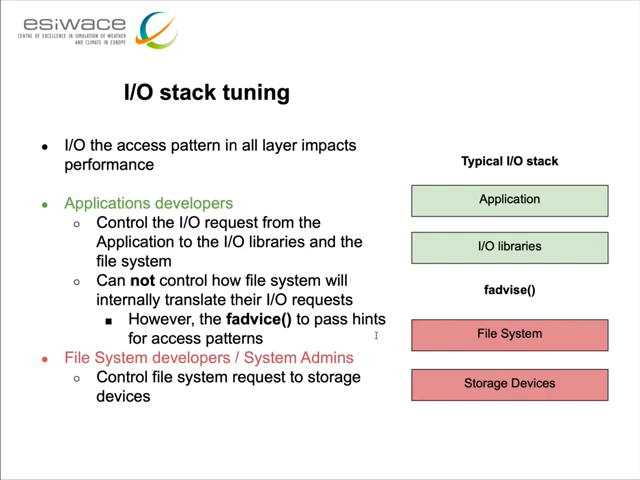 esiwace
CENTRE OF EXCELLENCE IN SIMULATION OF WEATHER
AND CLIMATE IN EUROPE
I/O stack tuning
● I/O the access pattern in all layer impacts
performance
● Applications developers
○ Control the I/O request from the
Application to the I/O libraries and the
file system
○ Can not control how file system will
internally translate their I/O requests
■ However, the fadvice() to pass hints
for access patterns
● File System developers / System Admins
○ Control file system request to storage
devices
Typical I/O stack
Application
I/O libraries
fadvise()
File System
Storage Devices